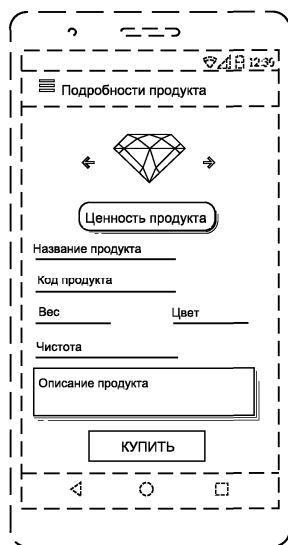 12:30
Подробности продукта
Ценность продукта
Название продукта
Код продукта
Вес Цвет
Чистота
Описание продукта
КУПИТЬ